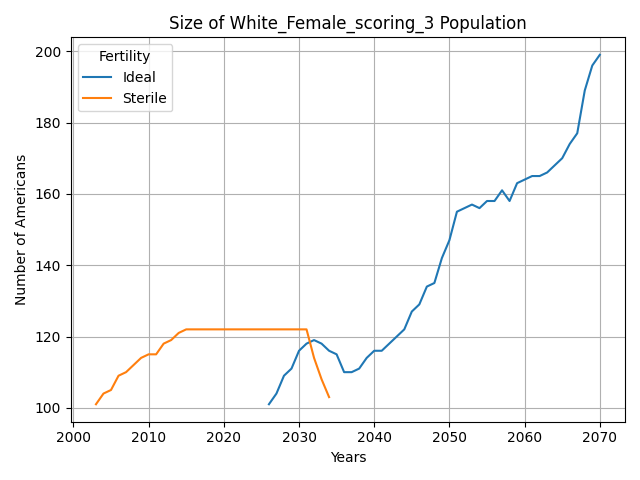 Size of White_Female_scoring_3 Population
Fertility
Ideal
Sterile
Number of Americans
200
180
160
140
120
100
2000 2010 2020 2030 2040 2050 2060 2070
Years